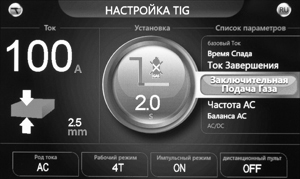 НАСТРОЙКА TIG
RU
Ток
Установка
Список параметров
100 A
2.5
mm
2.0
S
базовый Ток
Время Спада
Ток Завершения
Заключительная
Подача Газа
Частота AC
Баланса AC
AC/DC
Род тока
AC
Рабочий режим
4T
Импульсный режим
ON
дистанционный пульт
OFF